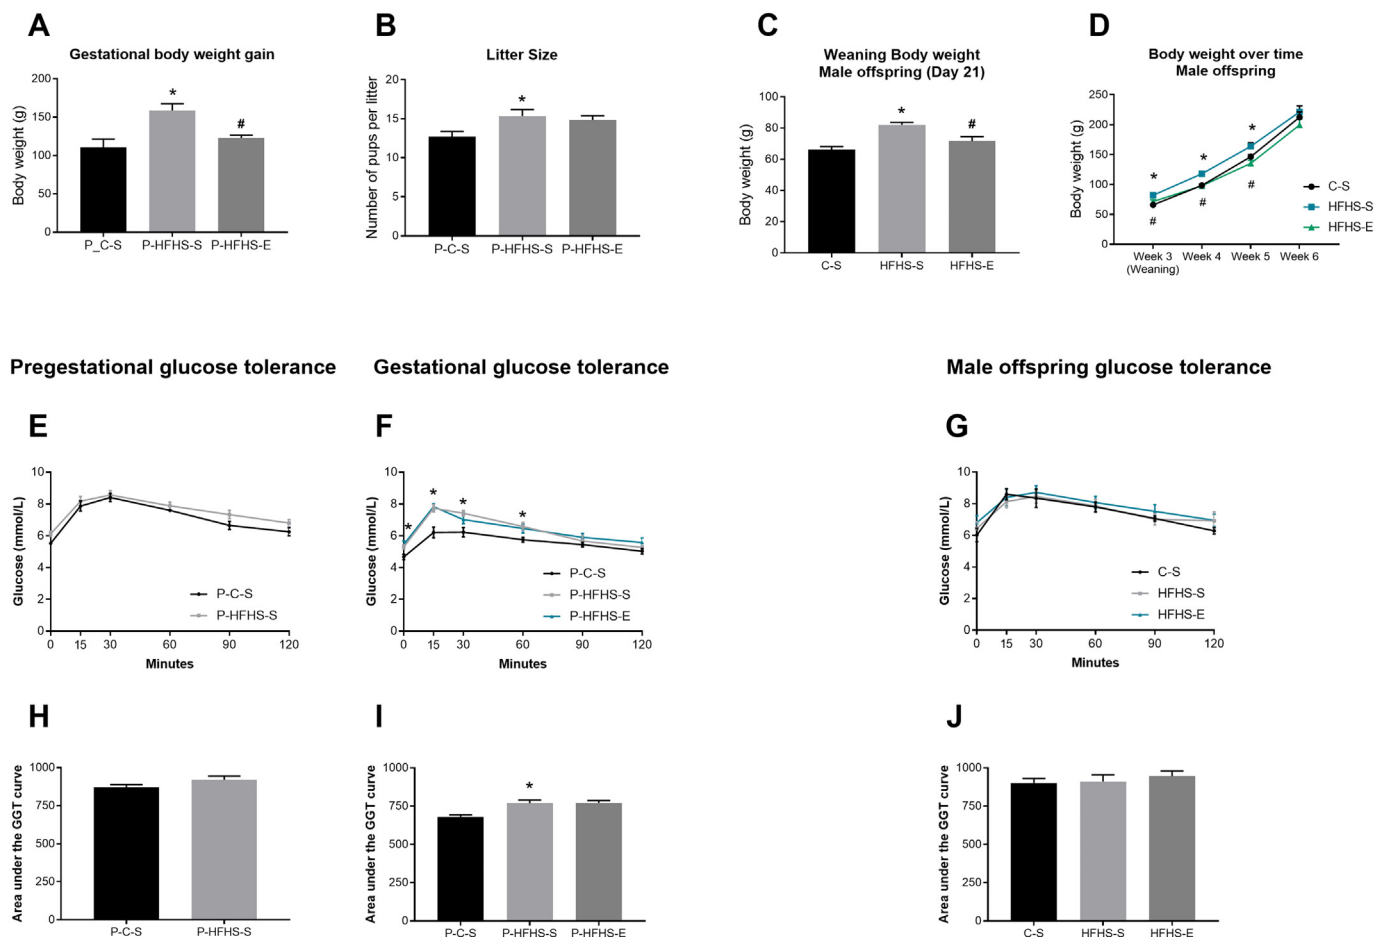 A
Gestational body weight gain
Body weight (g)
200
150
100
50
0
*
#
P_C-S P-HFHS-S P-HFHS-E
B
Litter Size
Number of pups per litter
20
15
10
5
0
*
P-C-S P-HFHS-S P-HFHS-E
C
Weaning Body weight
Male offspring (Day 21)
Body weight (g)
100
80
60
40
20
0
*
#
C-S HFHS-S HFHS-E
D
Body weight over time
Male offspring
Body weight (g)
250
200
150
100
50
0
* * *
# # #
C-S
HFHS-S
HFHS-E
Week 3 Week 4 Week 5 Week 6
(Weaning)
Pregestational glucose tolerance
Gestational glucose tolerance
Male offspring glucose tolerance
E
Glucose (mmol/L)
10
8
6
4
2
0
P-C-S
P-HFHS-S
0 15 30 60 90 120
Minutes
F
Glucose (mmol/L)
10
8
6
4
2
0
* * * *
P-C-S
P-HFHS-S
P-HFHS-E
0 15 30 60 90 120
Minutes
G
Glucose (mmol/L)
10
8
6
4
2
0
C-S
HFHS-S
HFHS-E
0 15 30 60 90 120
Minutes
H
Area under the GGT curve
1000
750
500
250
0
P-C-S P-HFHS-S
I
Area under the GGT curve
1000
750
500
250
0
*
P-C-S P-HFHS-S P-HFHS-E
J
Area under the GGT curve
1000
750
500
250
0
C-S HFHS-S HFHS-E